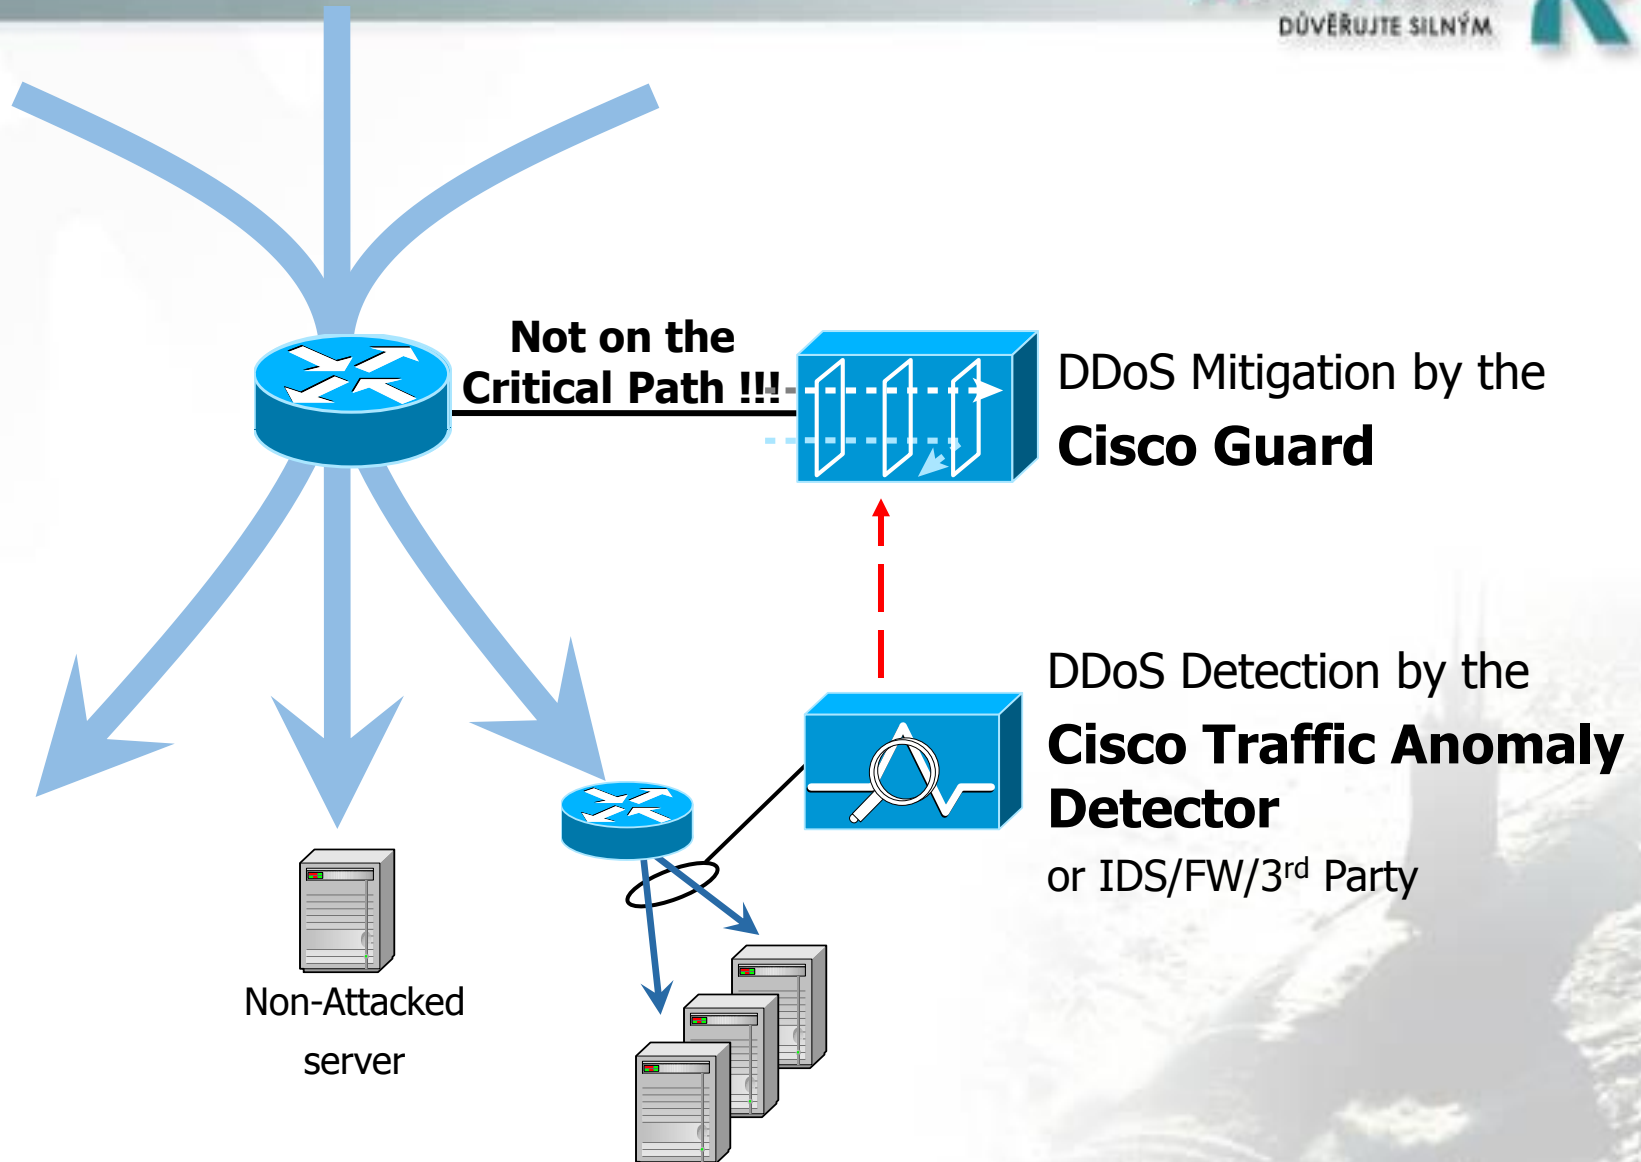 DŮVĚŘUJTE SILNÝM
Not on the
Critical Path !!!
DDoS Mitigation by the
Cisco Guard
DDoS Detection by the
Cisco Traffic Anomaly
Detector
or IDS/FW/3rd Party
Non-Attacked
server